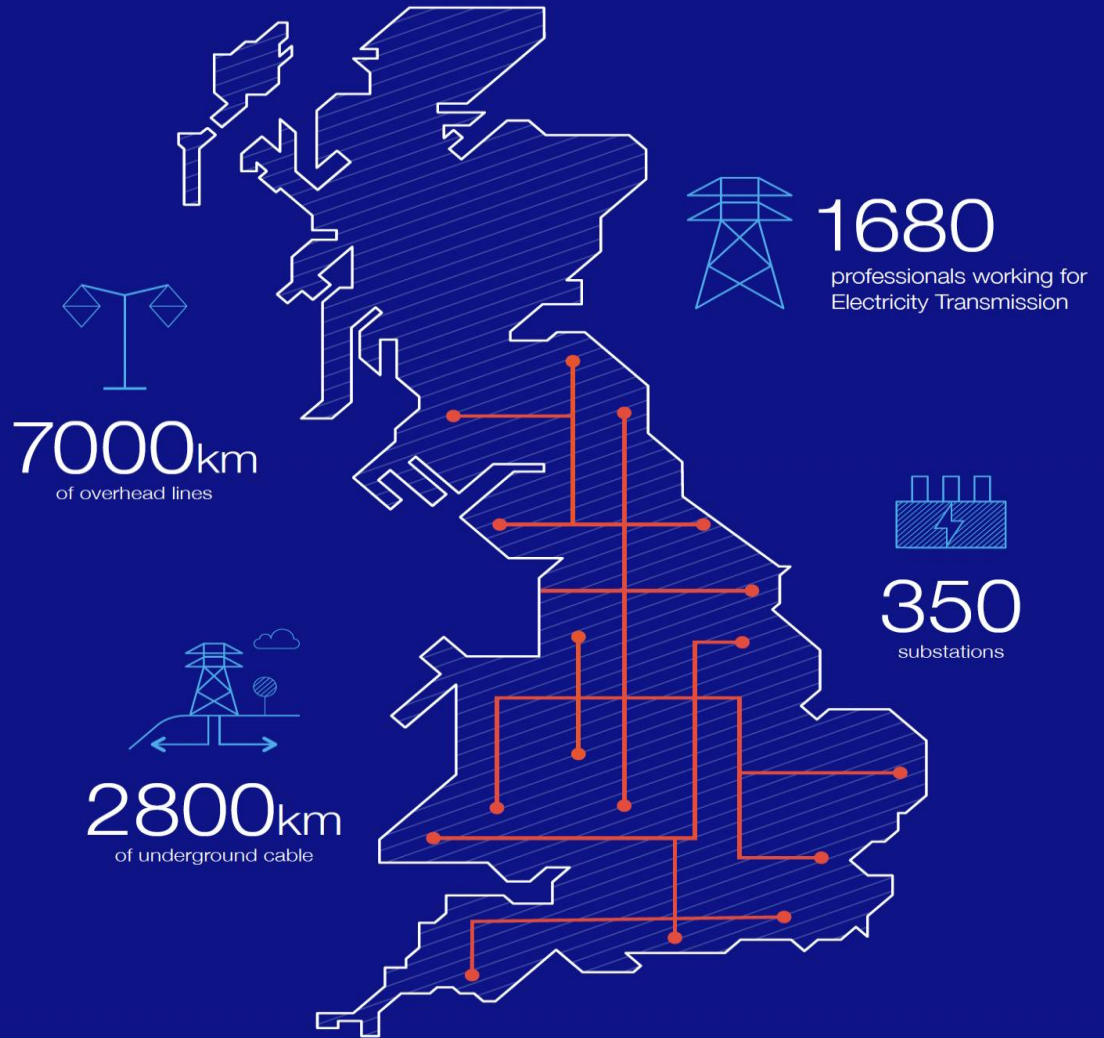 1680
professionals working for
Electricity Transmission
7000km
of overhead lines
350
substations
2800km
of underground cable